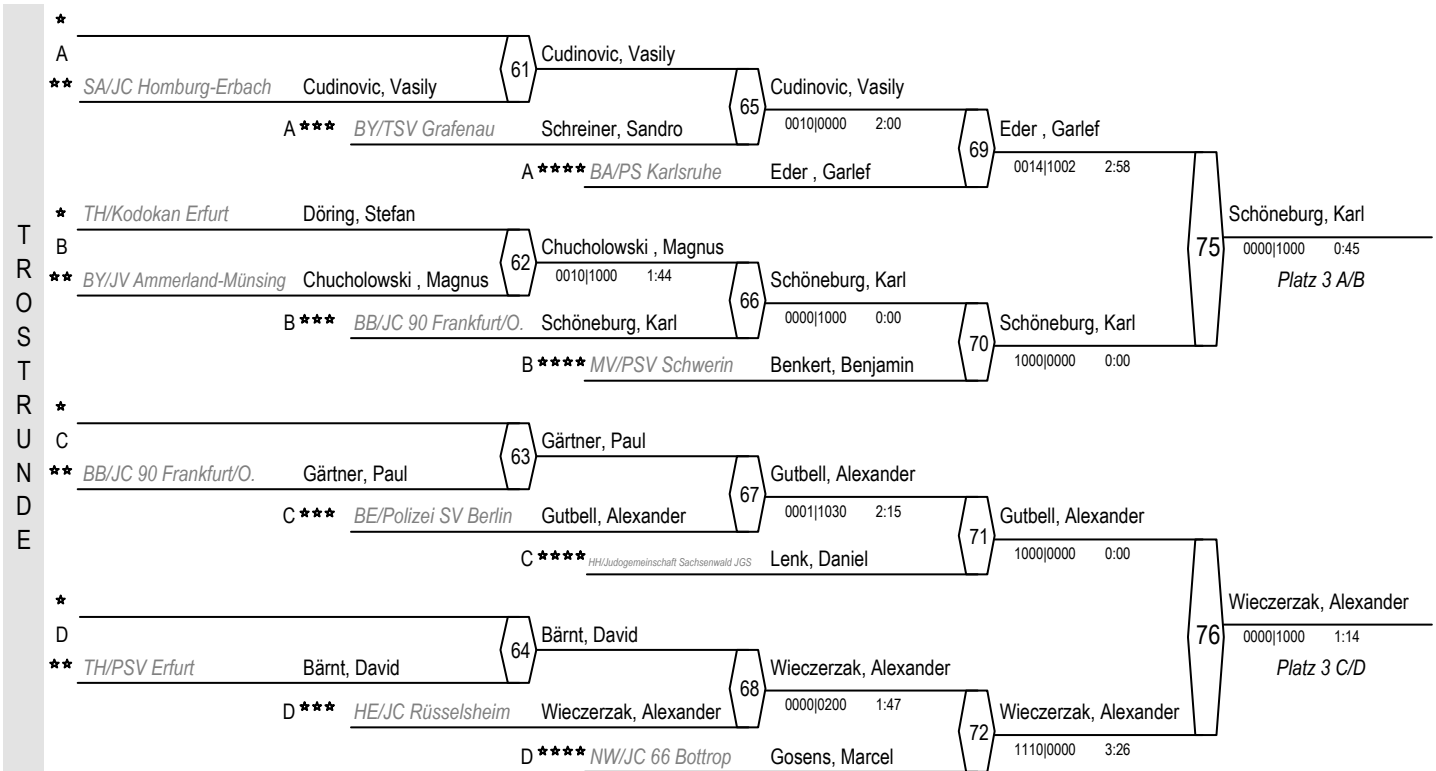 TROSTRUNDE
*
A
** SA/JC Homburg-Erbach Cudinovic, Vasily
61 Cudinovic, Vasily
A *** BY/TSV Grafenau Schreiner, Sandro
65 Cudinovic, Vasily
0010|0000 2:00
A **** BA/PS Karlsruhe Eder , Garlef
69 Eder , Garlef
0014|1002 2:58
* TH/Kodokan Erfurt Döring, Stefan
B
** BY/JV Ammerland-Münsing Chucholowski , Magnus
62 Chucholowski , Magnus
0010|1000 1:44
B *** BB/JC 90 Frankfurt/O. Schöneburg, Karl
66 Schöneburg, Karl
0000|1000 0:00
B **** MV/PSV Schwerin Benkert, Benjamin
70 Schöneburg, Karl
1000|0000 0:00
75 Schöneburg, Karl
0000|1000 0:45
Platz 3 A/B
*
C
** BB/JC 90 Frankfurt/O. Gärtner, Paul
63 Gärtner, Paul
C *** BE/Polizei SV Berlin Gutbell, Alexander
67 Gutbell, Alexander
0001|1030 2:15
C **** HH/Judogemeinschaft Sachsenwald JGS Lenk, Daniel
71 Gutbell, Alexander
1000|0000 0:00
*
D
** TH/PSV Erfurt Bärnt, David
64 Bärnt, David
D *** HE/JC Rüsselsheim Wieczerzak, Alexander
68 Wieczerzak, Alexander
0000|0200 1:47
D **** NW/JC 66 Bottrop Gosens, Marcel
72 Wieczerzak, Alexander
1110|0000 3:26
76 Wieczerzak, Alexander
0000|1000 1:14
Platz 3 C/D